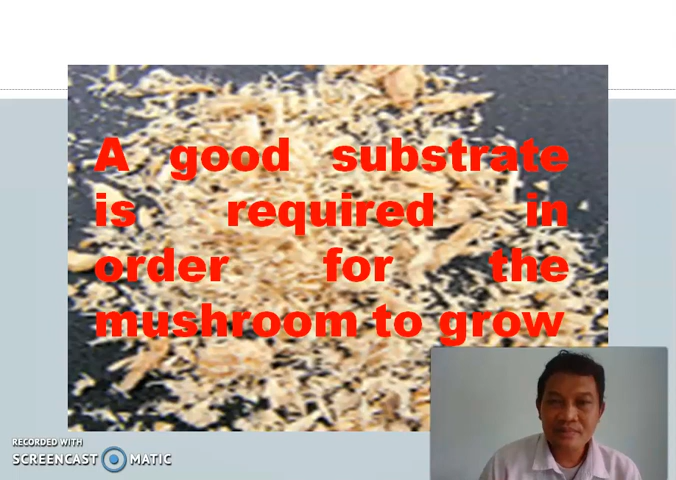 A good substrate
is required in
order for the
mushroom to grow
RECORDED WITH
SCREENCAST MATIC